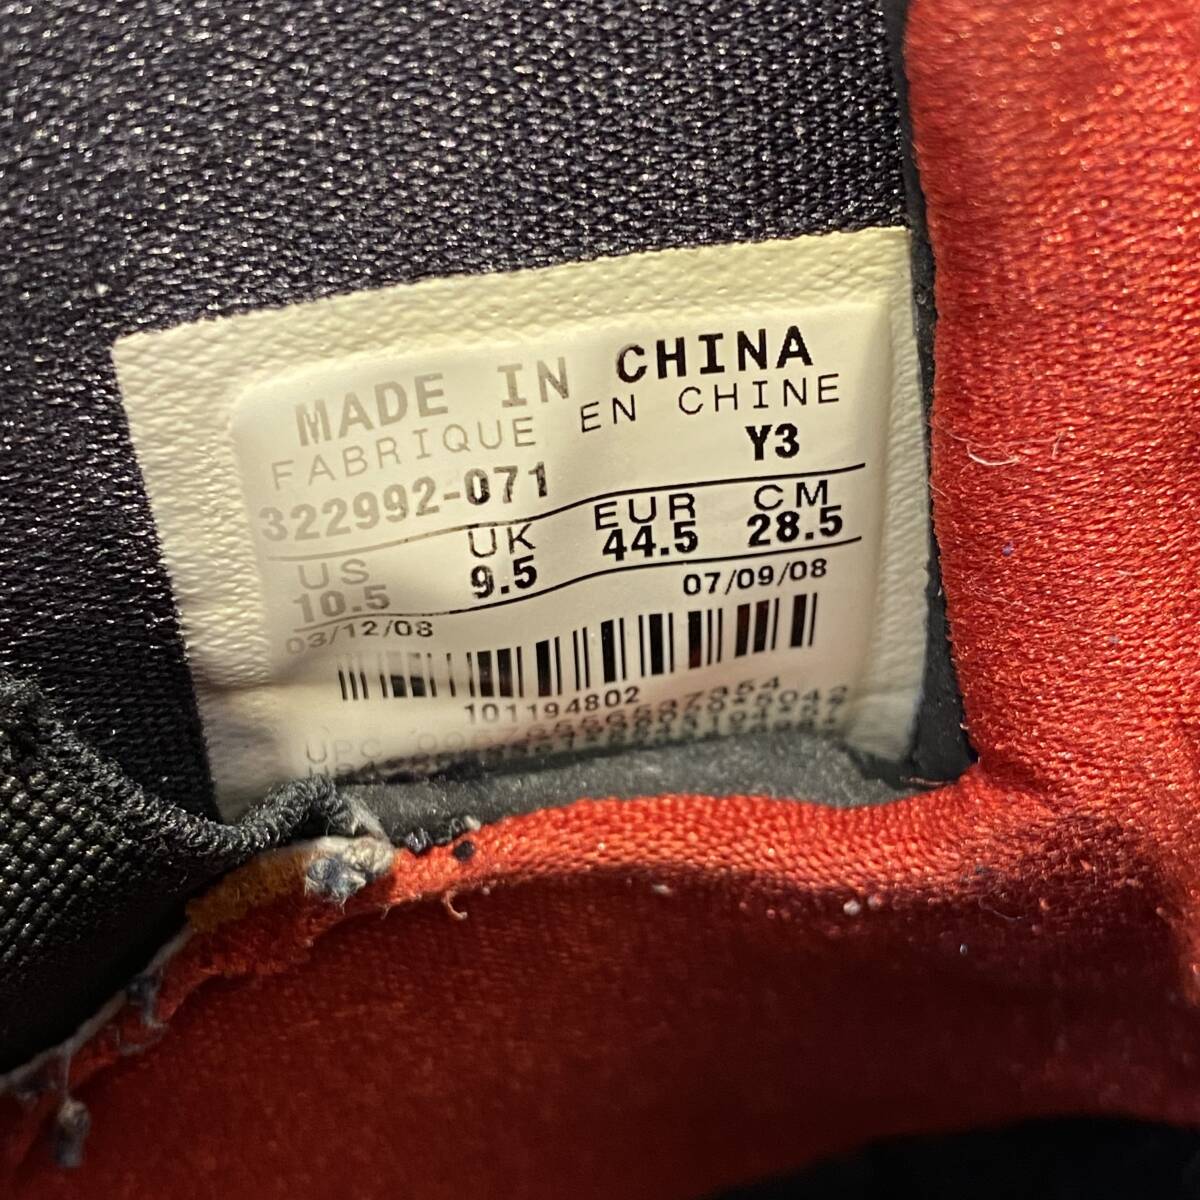 MADE IN CHINA
FABRIQUE EN CHINE
322992-071 Y3
US UK EUR CM
10.5 9.5 44.5 28.5
03/12/08 07/09/08
101194802
UPC